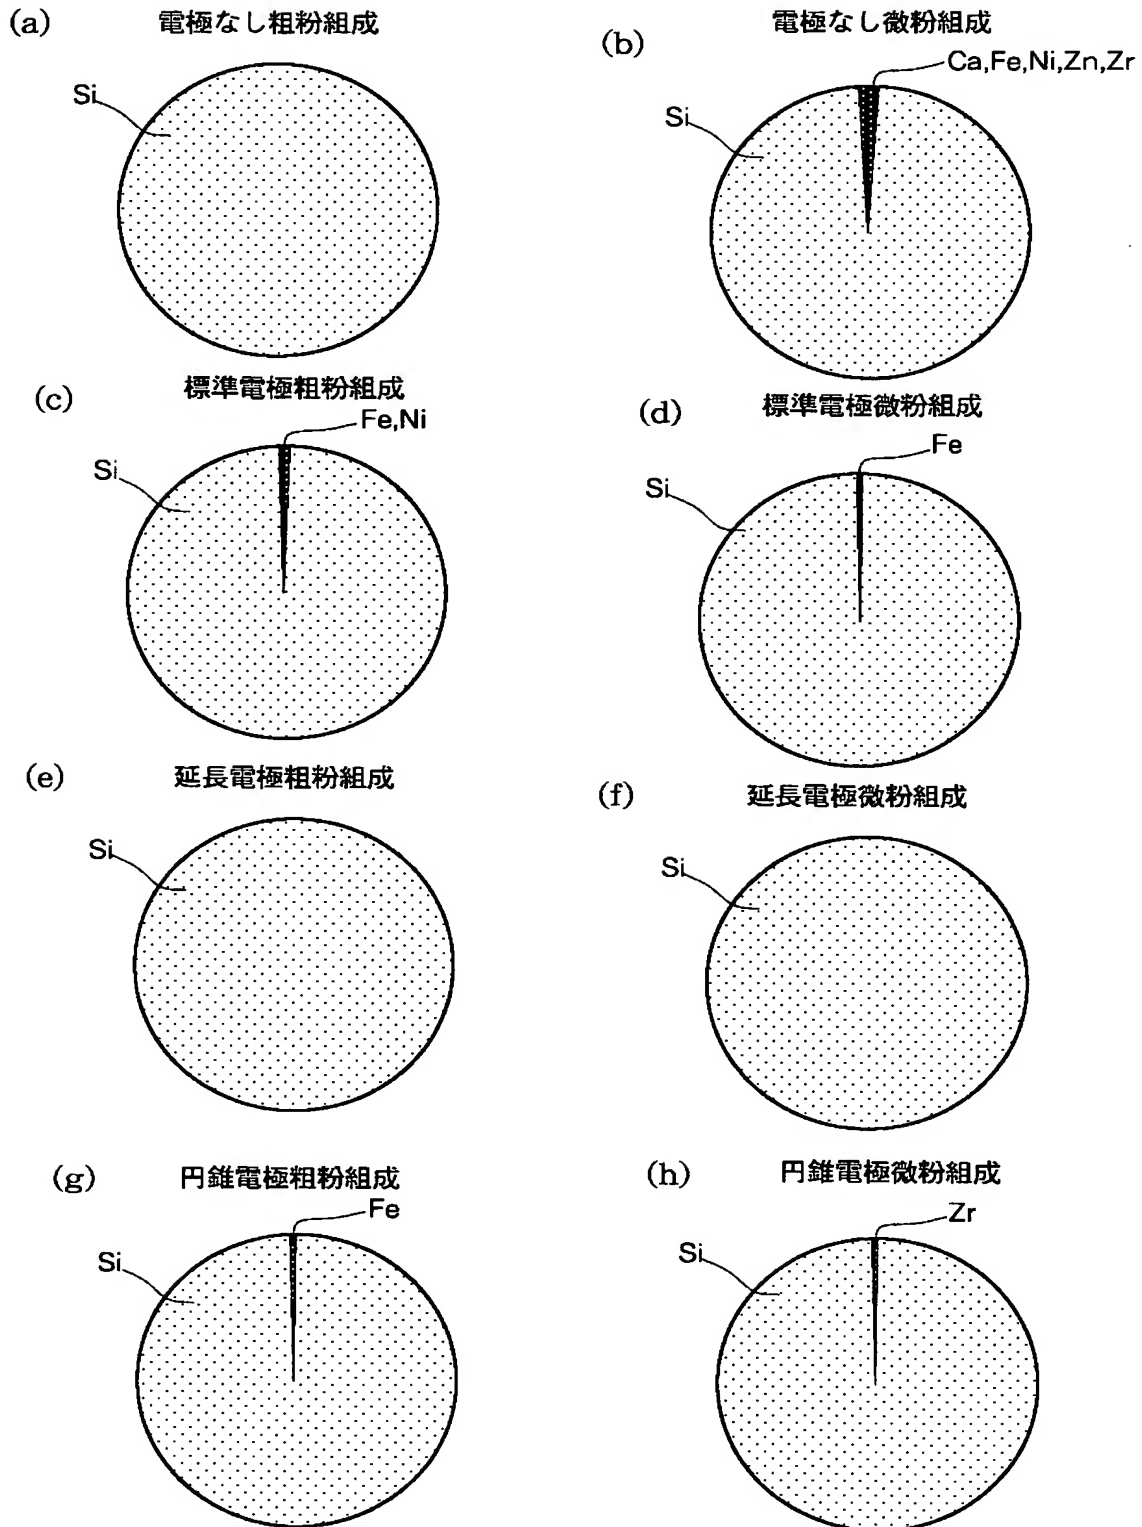 (a) 電極なし粗粉組成
Si
(b) 電極なし微粉組成
Ca,Fe,Ni,Zn,Zr
Si
(c) 標準電極粗粉組成
Fe,Ni
Si
(d) 標準電極微粉組成
Fe
Si
(e) 延長電極粗粉組成
Si
(f) 延長電極微粉組成
Si
(g) 円錐電極粗粉組成
Fe
Si
(h) 円錐電極微粉組成
Zr
Si